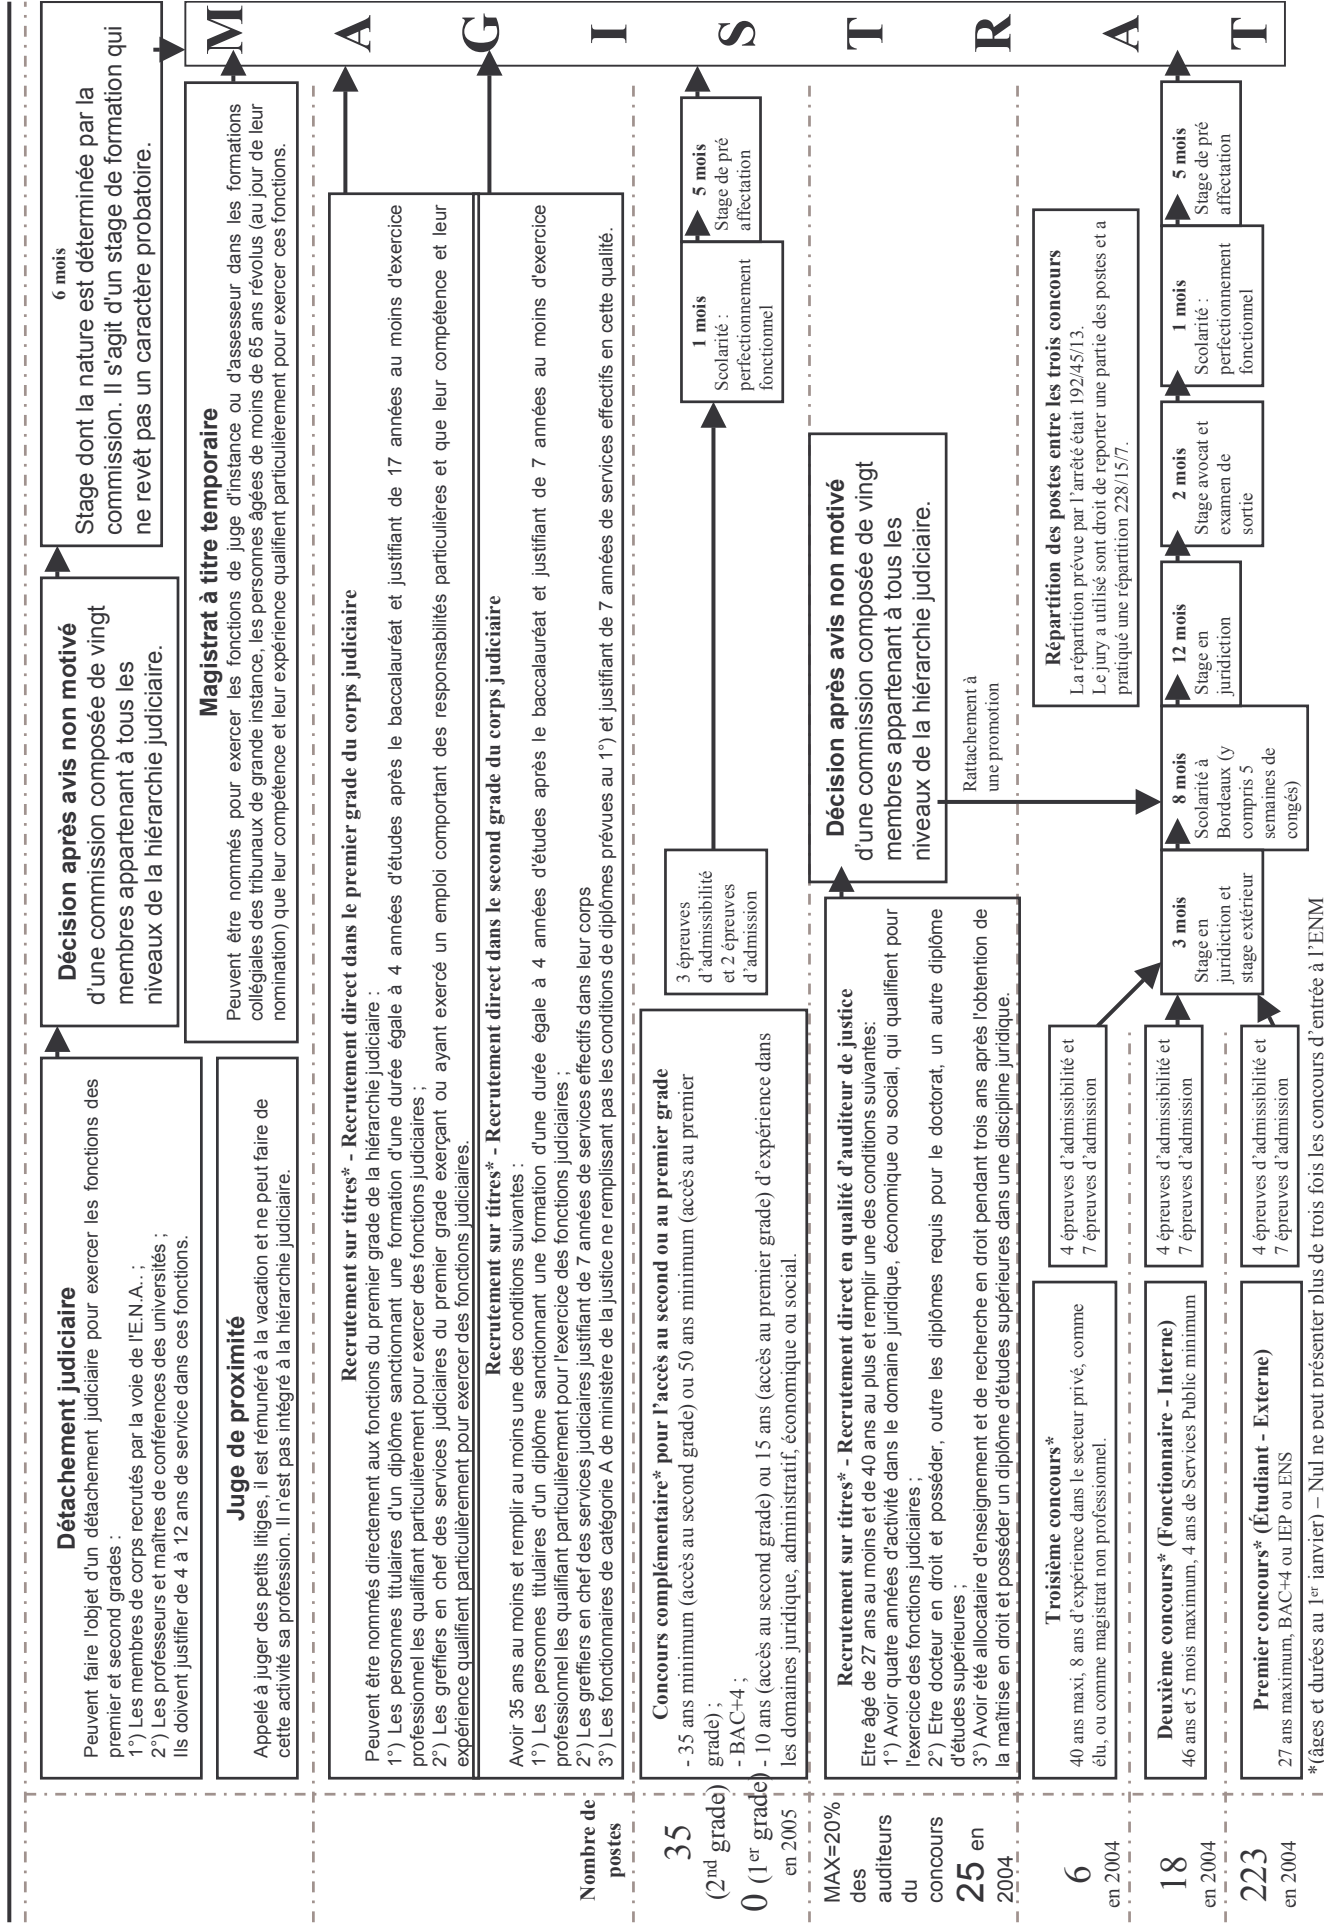 Détachement judiciaire
Peuvent faire l'objet d'un détachement judiciaire pour exercer les fonctions des
premier et second grades :
1°) Les membres de corps recrutés par la voie de l'E.N.A.. ;
2°) Les professeurs et maîtres de conférences des universités ;
Ils doivent justifier de 4 à 12 ans de service dans ces fonctions.
Décision après avis non motivé
d'une commission composée de vingt
membres appartenant à tous les
niveaux de la hiérarchie judiciaire.
6 mois
Stage dont la nature est déterminée par la
commission. Il s'agit d'un stage de formation qui
ne revêt pas un caractère probatoire.
Juge de proximité
Appelé à juger des petits litiges, il est rémunéré à la vacation et ne peut faire de
cette activité sa profession. Il n'est pas intégré à la hiérarchie judiciaire.
Magistrat à titre temporaire
Peuvent être nommés pour exercer les fonctions de juge d'instance ou d'assesseur dans les formations
collégiales des tribunaux de grande instance, les personnes âgées de moins de 65 ans révolus (au jour de leur
nomination) que leur compétence et leur expérience qualifient particulièrement pour exercer ces fonctions.
M A G I S T R A T
Recrutement sur titres* - Recrutement direct dans le premier grade du corps judiciaire
Peuvent être nommés directement aux fonctions du premier grade de la hiérarchie judiciaire :
1°) Les personnes titulaires d'un diplôme sanctionnant une formation d'une durée égale à 4 années d'études après le baccalauréat et justifiant de 17 années au moins d'exercice
professionnel les qualifiant particulièrement pour exercer des fonctions judiciaires ;
2°) Les greffiers en chef des services judiciaires du premier grade exerçant ou ayant exercé un emploi comportant des responsabilités particulières et que leur compétence et leur
expérience qualifient particulièrement pour exercer des fonctions judiciaires.
Nombre de
postes
Recrutement sur titres* - Recrutement direct dans le second grade du corps judiciaire
Avoir 35 ans au moins et remplir au moins une des conditions suivantes :
1°) Les personnes titulaires d'un diplôme sanctionnant une formation d'une durée égale à 4 années d'études après le baccalauréat et justifiant de 7 années au moins d'exercice
professionnel les qualifiant particulièrement pour l'exercice des fonctions judiciaires ;
2°) Les greffiers en chef des services judiciaires justifiant de 7 années de services effectifs dans leur corps
3°) Les fonctionnaires de catégorie A de ministère de la justice ne remplissant pas les conditions de diplômes prévues au 1°) et justifiant de 7 années de services effectifs en cette qualité.
35
(2nd grade)
0 (1er grade)
en 2005
Concours complémentaire* pour l'accès au second ou au premier grade
- 35 ans minimum (accès au second grade) ou 50 ans minimum (accès au premier
grade) ;
- BAC+4 ;
- 10 ans (accès au second grade) ou 15 ans (accès au premier grade) d'expérience dans
les domaines juridique, administratif, économique ou social.
3 épreuves
d'admissibilité
et 2 épreuves
d'admission
1 mois
Scolarité :
perfectionnement
fonctionnel
5 mois
Stage de pré
affectation
MAX=20%
des
auditeurs
du
concours
25 en
2004
Recrutement sur titres* - Recrutement direct en qualité d'auditeur de justice
Etre âgé de 27 ans au moins et de 40 ans au plus et remplir une des conditions suivantes:
1°) Avoir quatre années d'activité dans le domaine juridique, économique ou social, qui qualifient pour
l'exercice des fonctions judiciaires ;
2°) Etre docteur en droit et posséder, outre les diplômes requis pour le doctorat, un autre diplôme
d'études supérieures ;
3°) Avoir été allocataire d'enseignement et de recherche en droit pendant trois ans après l'obtention de
la maîtrise en droit et posséder un diplôme d'études supérieures dans une discipline juridique.
Décision après avis non motivé
d'une commission composée de vingt
membres appartenant à tous les
niveaux de la hiérarchie judiciaire.
Rattachement à
une promotion
6
en 2004
Troisième concours*
40 ans maxi, 8 ans d'expérience dans le secteur privé, comme
élu, ou comme magistrat non professionnel.
4 épreuves d'admissibilité et
7 épreuves d'admission
Répartition des postes entre les trois concours
La répartition prévue par l'arrêté était 192/45/13.
Le jury a utilisé sont droit de reporter une partie des postes et a
pratiqué une répartition 228/15/7.
18
en 2004
Deuxième concours* (Fonctionnaire - Interne)
46 ans et 5 mois maximum, 4 ans de Services Public minimum
4 épreuves d'admissibilité et
7 épreuves d'admission
3 mois
Stage en
juridiction et
stage extérieur
8 mois
Scolarité à
Bordeaux (y
compris 5
semaines de
congés)
12 mois
Stage en
juridiction
2 mois
Stage avocat et
examen de
sortie
1 mois
Scolarité :
perfectionnement
fonctionnel
5 mois
Stage de pré
affectation
223
en 2004
Premier concours* (Étudiant - Externe)
27 ans maximum, BAC+4 ou IEP ou ENS
4 épreuves d'admissibilité et
7 épreuves d'admission
*(âges et durées au 1er janvier) – Nul ne peut présenter plus de trois fois les concours d'entrée à l'ENM